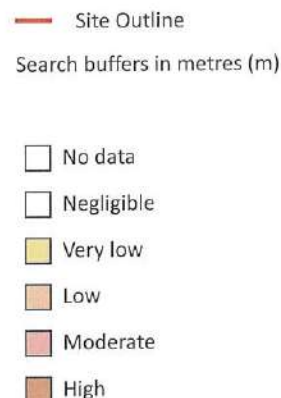 Site Outline
Search buffers in metres (m)
No data
Negligible
Very low
Low
Moderate
High